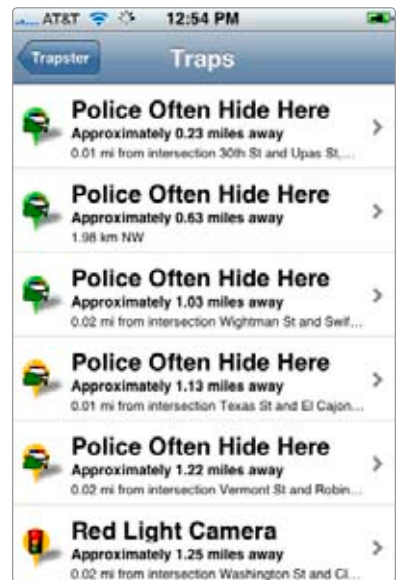 AT&T 12:54 PM
Trapster Traps
Police Often Hide Here
Approximately 0.23 miles away
0.01 mi from intersection 30th St and Upas St,...
Police Often Hide Here
Approximately 0.63 miles away
1.98 km NW
Police Often Hide Here
Approximately 1.03 miles away
0.02 mi from intersection Wightman St and Swif...
Police Often Hide Here
Approximately 1.13 miles away
0.01 mi from intersection Texas St and El Cajon...
Police Often Hide Here
Approximately 1.22 miles away
0.02 mi from intersection Vermont St and Robin...
Red Light Camera
Approximately 1.25 miles away
0.02 mi from intersection Washington St and Cl...